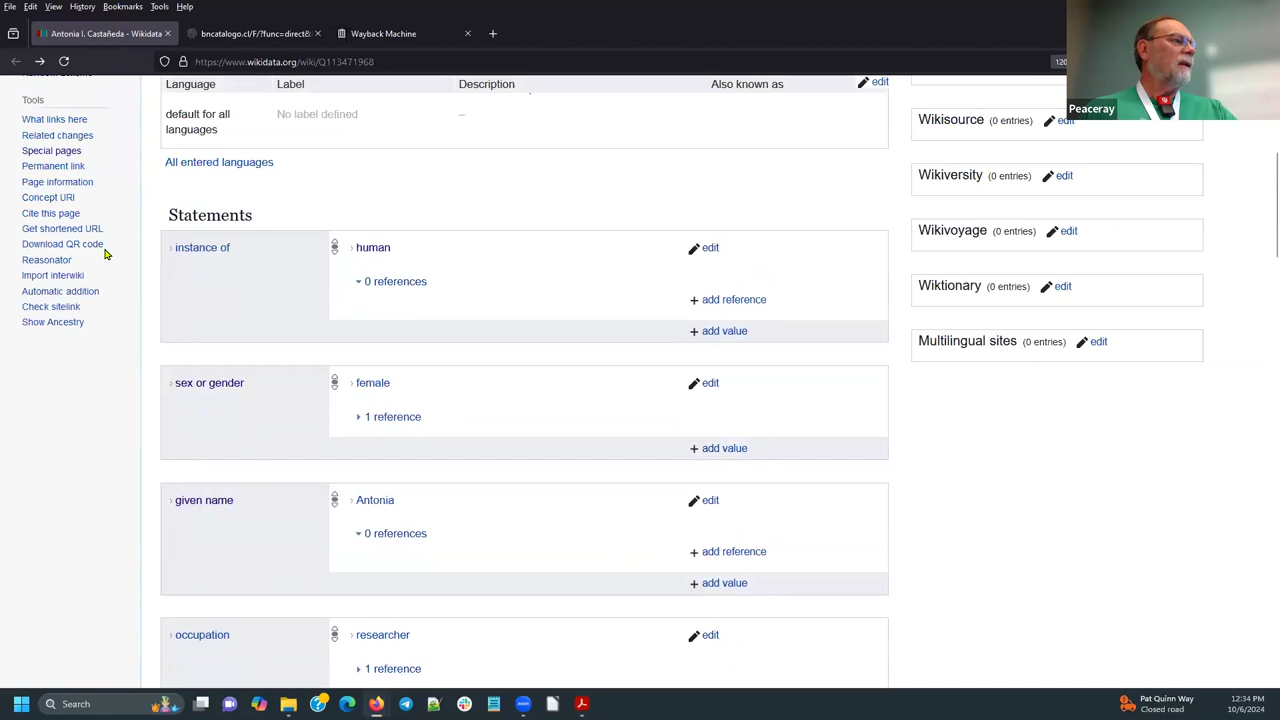 File Edit View History Bookmarks Tools Help
Antonia I. Castañeda - Wikidata
bncatalogo.cl/F/?func=direct&
Wayback Machine
https://www.wikidata.org/wiki/Q113471968
120
Peaceray
Tools
What links here
Related changes
Special pages
Permanent link
Page information
Concept URI
Cite this page
Get shortened URL
Download QR code
Reasonator
Import interwiki
Automatic addition
Check sitelink
Show Ancestry
Language Label Description Also known as edit
default for all languages
No label defined –
All entered languages
Statements
instance of
human edit
0 references
+ add reference
+ add value
sex or gender
female edit
1 reference
+ add value
given name
Antonia edit
0 references
+ add reference
+ add value
occupation
researcher edit
1 reference
Wikisource (0 entries) edit
Wikiversity (0 entries) edit
Wikivoyage (0 entries) edit
Wiktionary (0 entries) edit
Multilingual sites (0 entries) edit
Search
Pat Quinn Way
Closed road
12:34 PM
10/6/2024